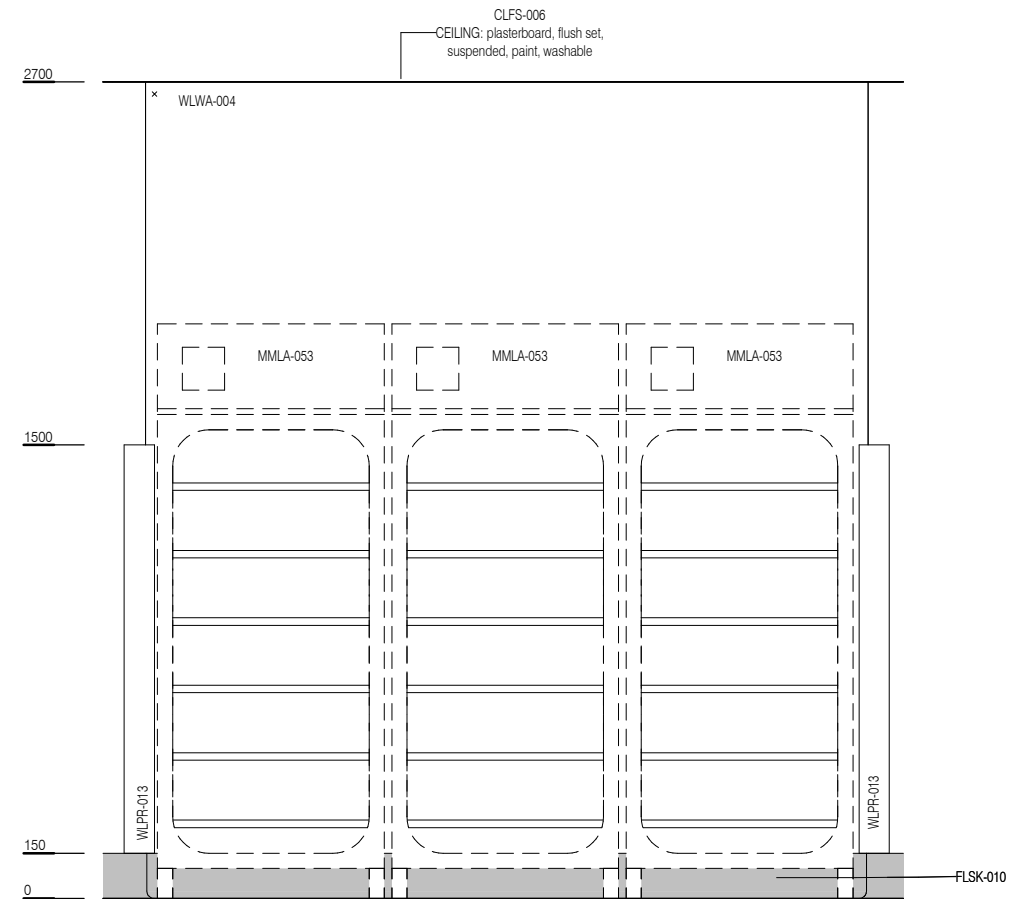 CLFS-006
CEILING: plasterboard, flush set,
suspended, paint, washable
2700
WLWA-004
MMLA-053
MMLA-053
MMLA-053
1500
WLPR-013
WLPR-013
150
FLSK-010
0